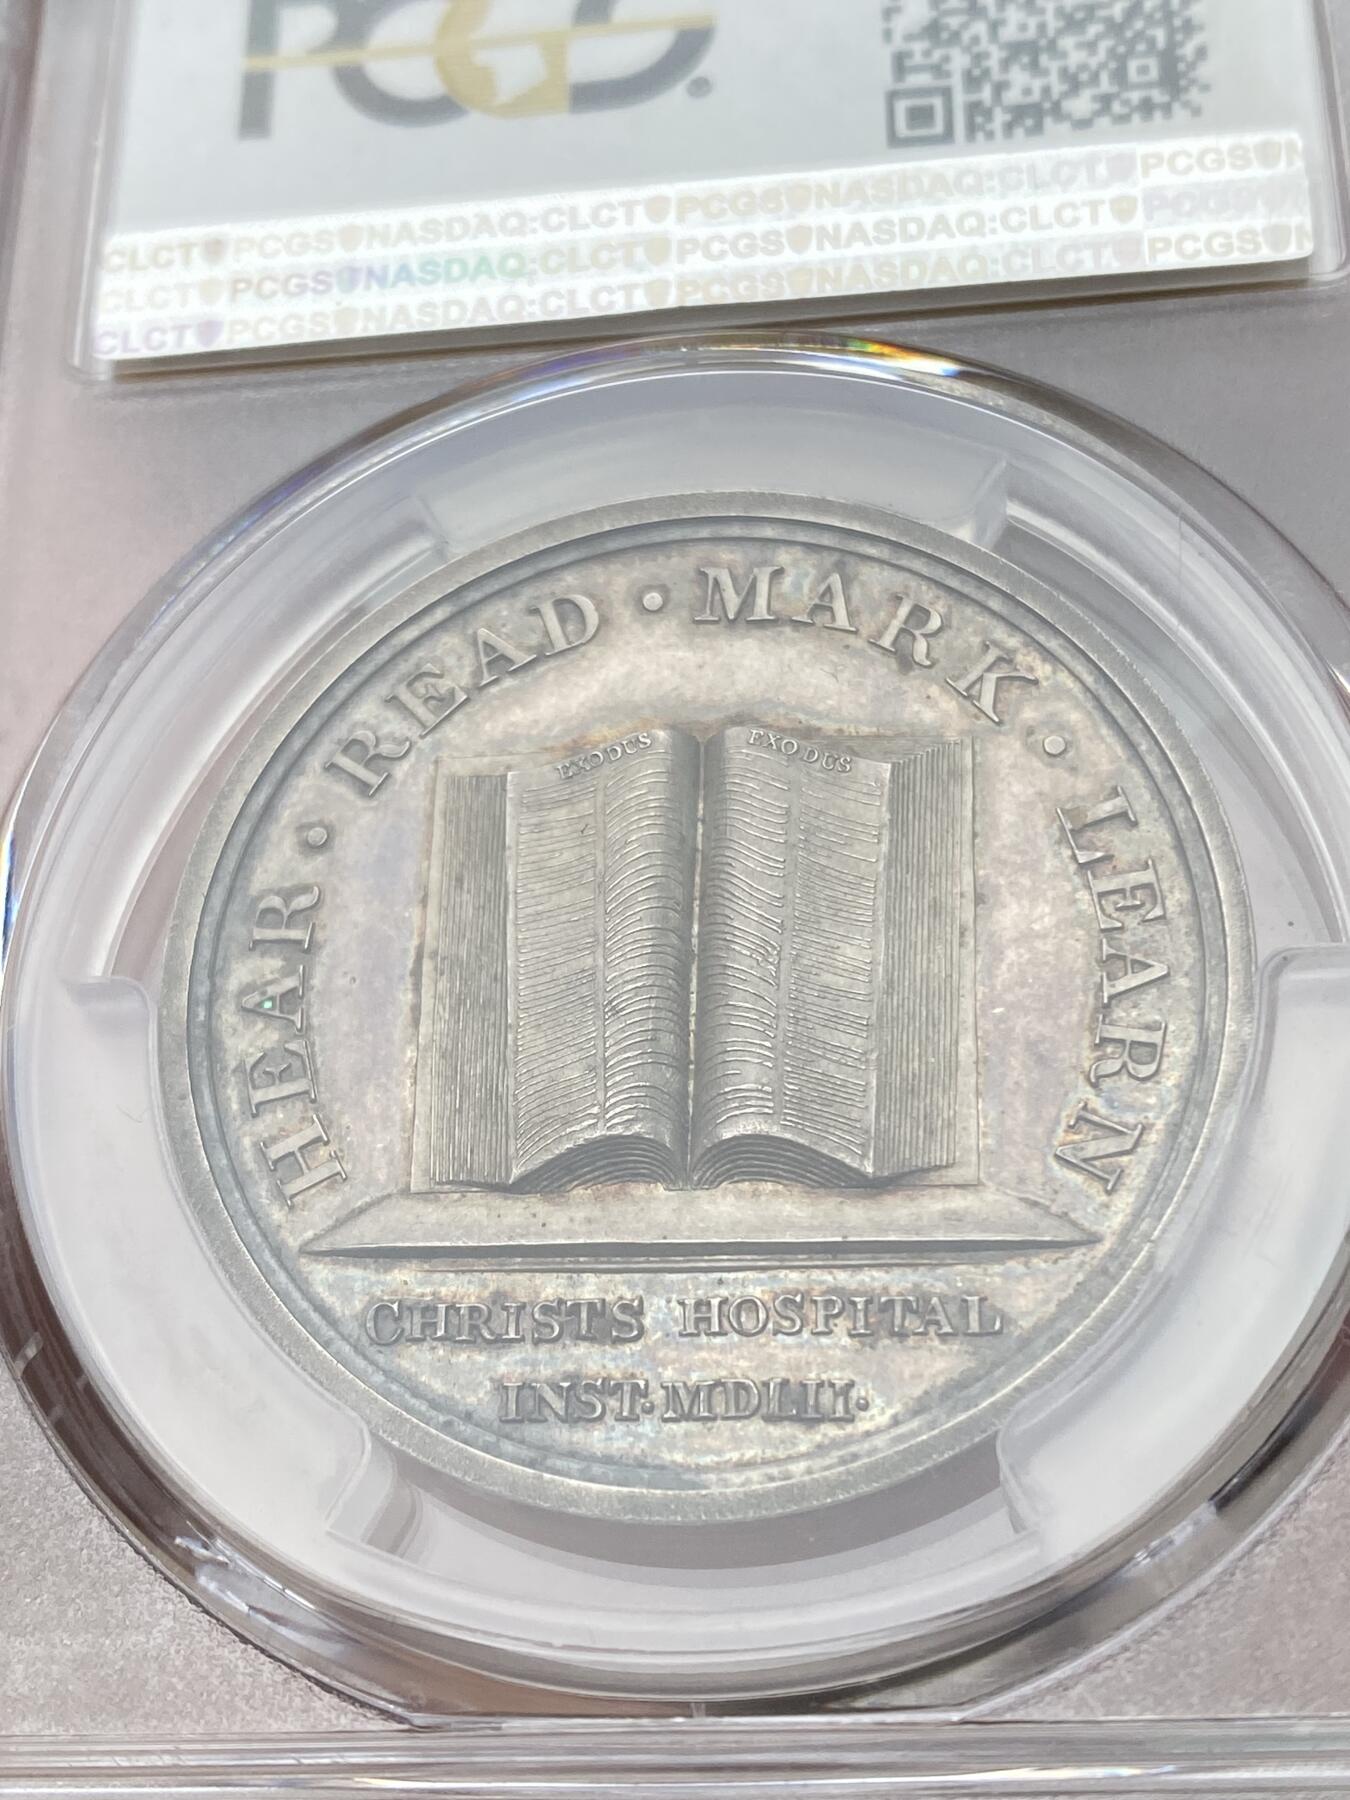 PCGS
CLCT PCGS NASDAQ:CLCT PCGS NASDAQ:CLCT PCGS N
CLCT PCGS NASDAQ:CLCT PCGS NASDAQ:CLCT PCGS
CLCT PCGS NASDAQ:CLCT PCGS NASDAQ:CLCT PCGS N
HEAR · READ · MARK · LEARN
EXODUS EXODUS
CHRISTS HOSPITAL
INST·MDLII·